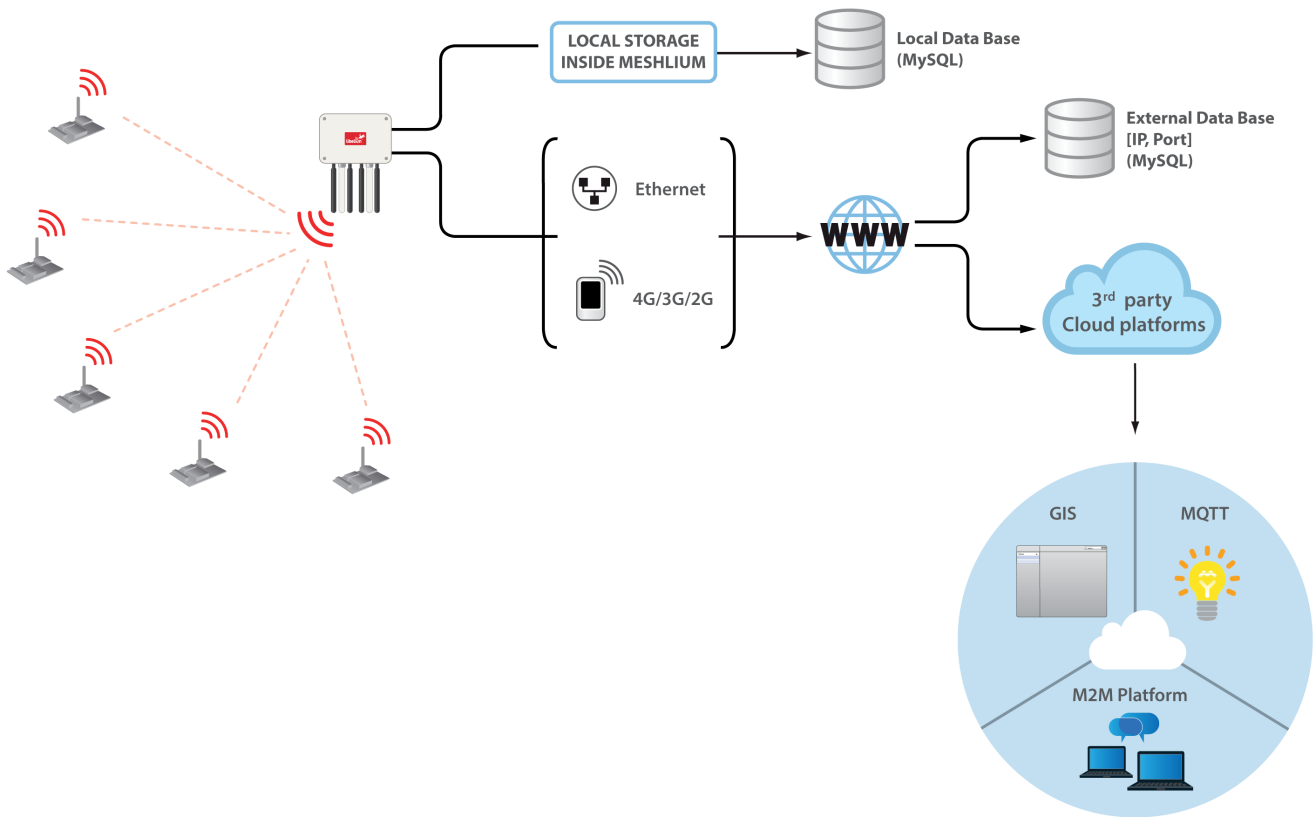 LOCAL STORAGE
INSIDE MESHLIUM
Local Data Base
(MySQL)
External Data Base
[IP, Port]
(MySQL)
Ethernet
4G/3G/2G
WWW
3rd party
Cloud platforms
GIS
MQTT
M2M Platform